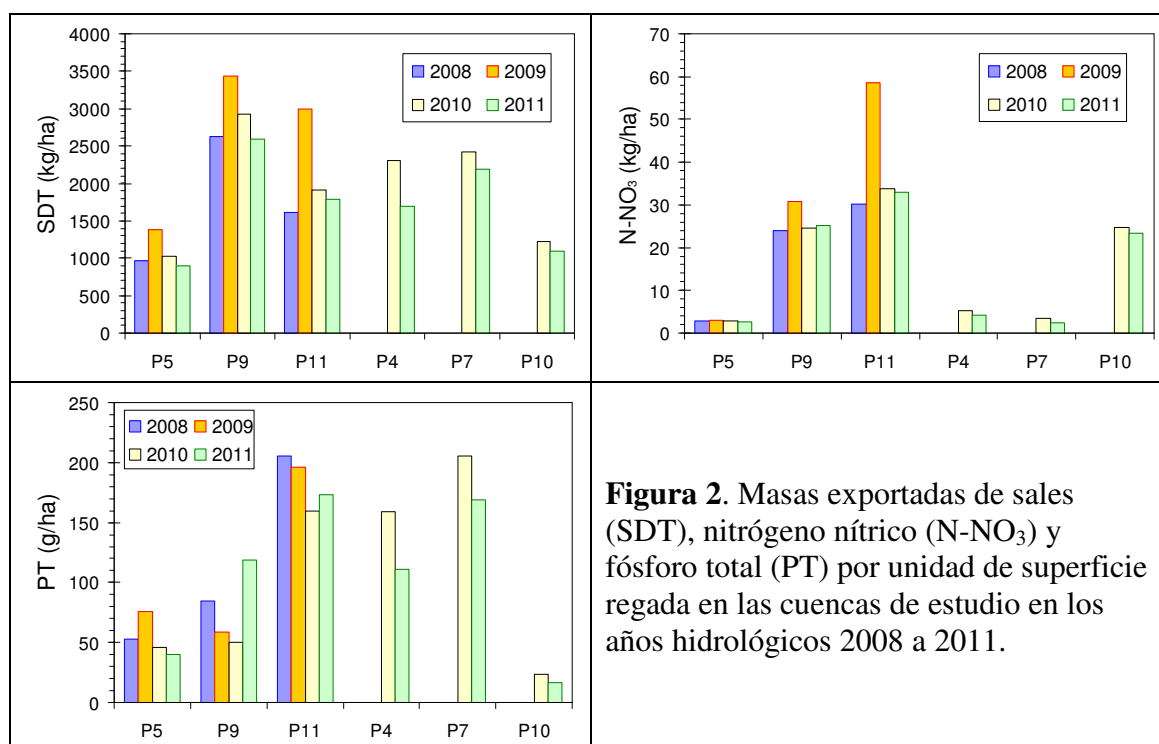 4000
3500
3000
2500
2000
1500
1000
500
0
SDT (kg/ha)
2008 2009
2010 2011
P5 P9 P11 P4 P7 P10
70
60
50
40
30
20
10
0
N-NO₃ (kg/ha)
2008 2009
2010 2011
P5 P9 P11 P4 P7 P10
250
200
150
100
50
0
PT (g/ha)
2008 2009
2010 2011
P5 P9 P11 P4 P7 P10
Figura 2. Masas exportadas de sales
(SDT), nitrógeno nítrico (N-NO₃) y
fósforo total (PT) por unidad de superficie
regada en las cuencas de estudio en los
años hidrológicos 2008 a 2011.